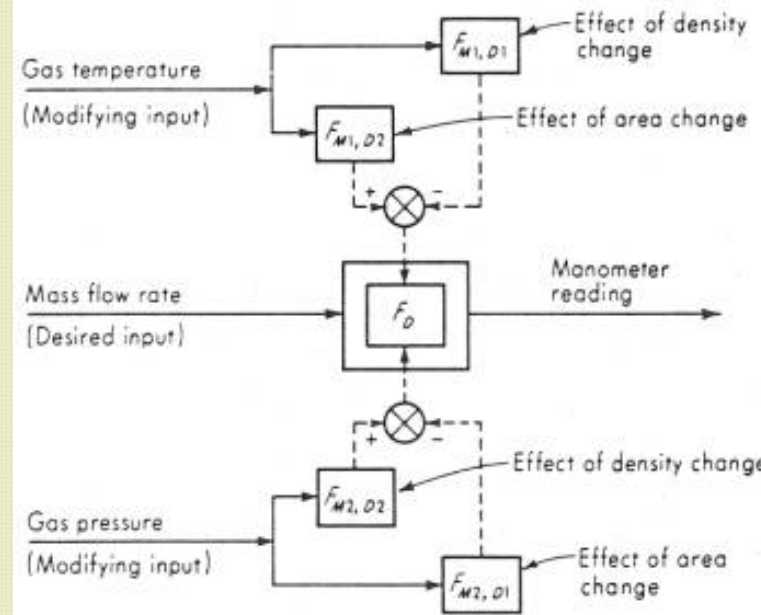 F_M1,D1
Effect of density
change
Gas temperature
(Modifying input)
F_M1,D2
Effect of area change
+
−
Mass flow rate
(Desired input)
F_D
Manometer
reading
+
−
F_M2,D2
Effect of density change
Gas pressure
(Modifying input)
F_M2,D1
Effect of area
change